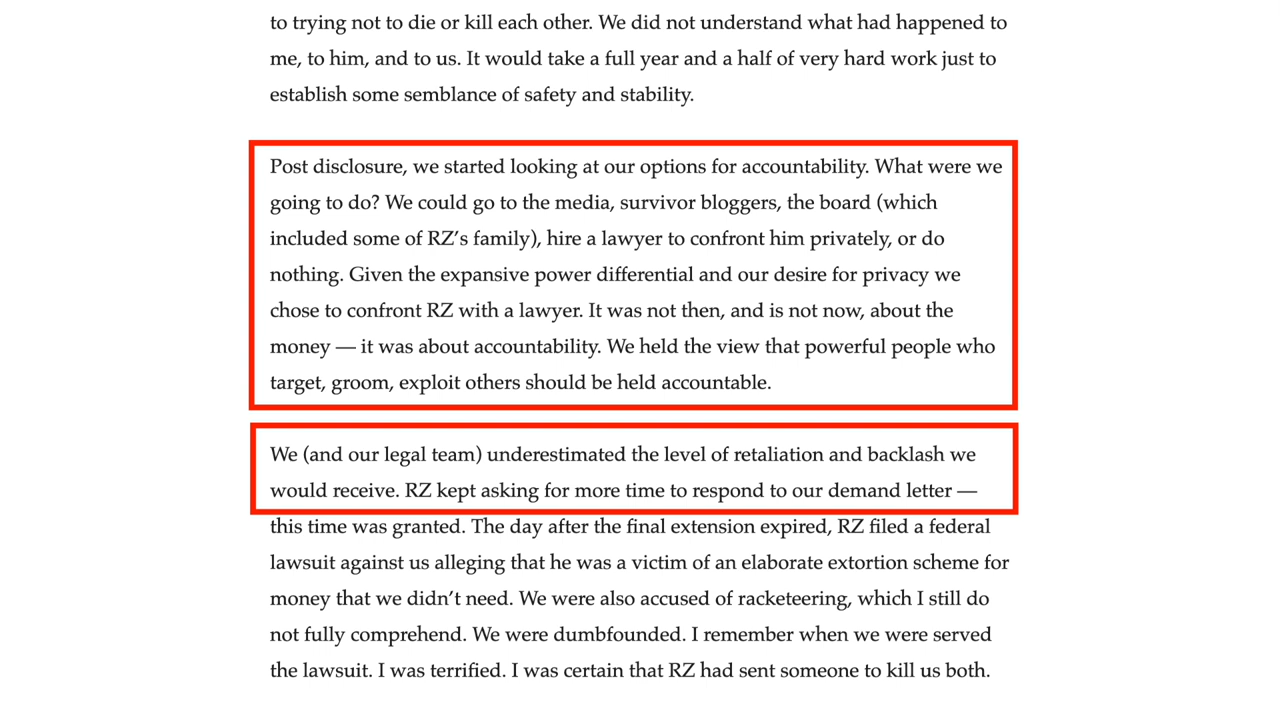 to trying not to die or kill each other. We did not understand what had happened to
me, to him, and to us. It would take a full year and a half of very hard work just to
establish some semblance of safety and stability.
Post disclosure, we started looking at our options for accountability. What were we
going to do? We could go to the media, survivor bloggers, the board (which
included some of RZ’s family), hire a lawyer to confront him privately, or do
nothing. Given the expansive power differential and our desire for privacy we
chose to confront RZ with a lawyer. It was not then, and is not now, about the
money — it was about accountability. We held the view that powerful people who
target, groom, exploit others should be held accountable.
We (and our legal team) underestimated the level of retaliation and backlash we
would receive. RZ kept asking for more time to respond to our demand letter —
this time was granted. The day after the final extension expired, RZ filed a federal
lawsuit against us alleging that he was a victim of an elaborate extortion scheme for
money that we didn’t need. We were also accused of racketeering, which I still do
not fully comprehend. We were dumbfounded. I remember when we were served
the lawsuit. I was terrified. I was certain that RZ had sent someone to kill us both.